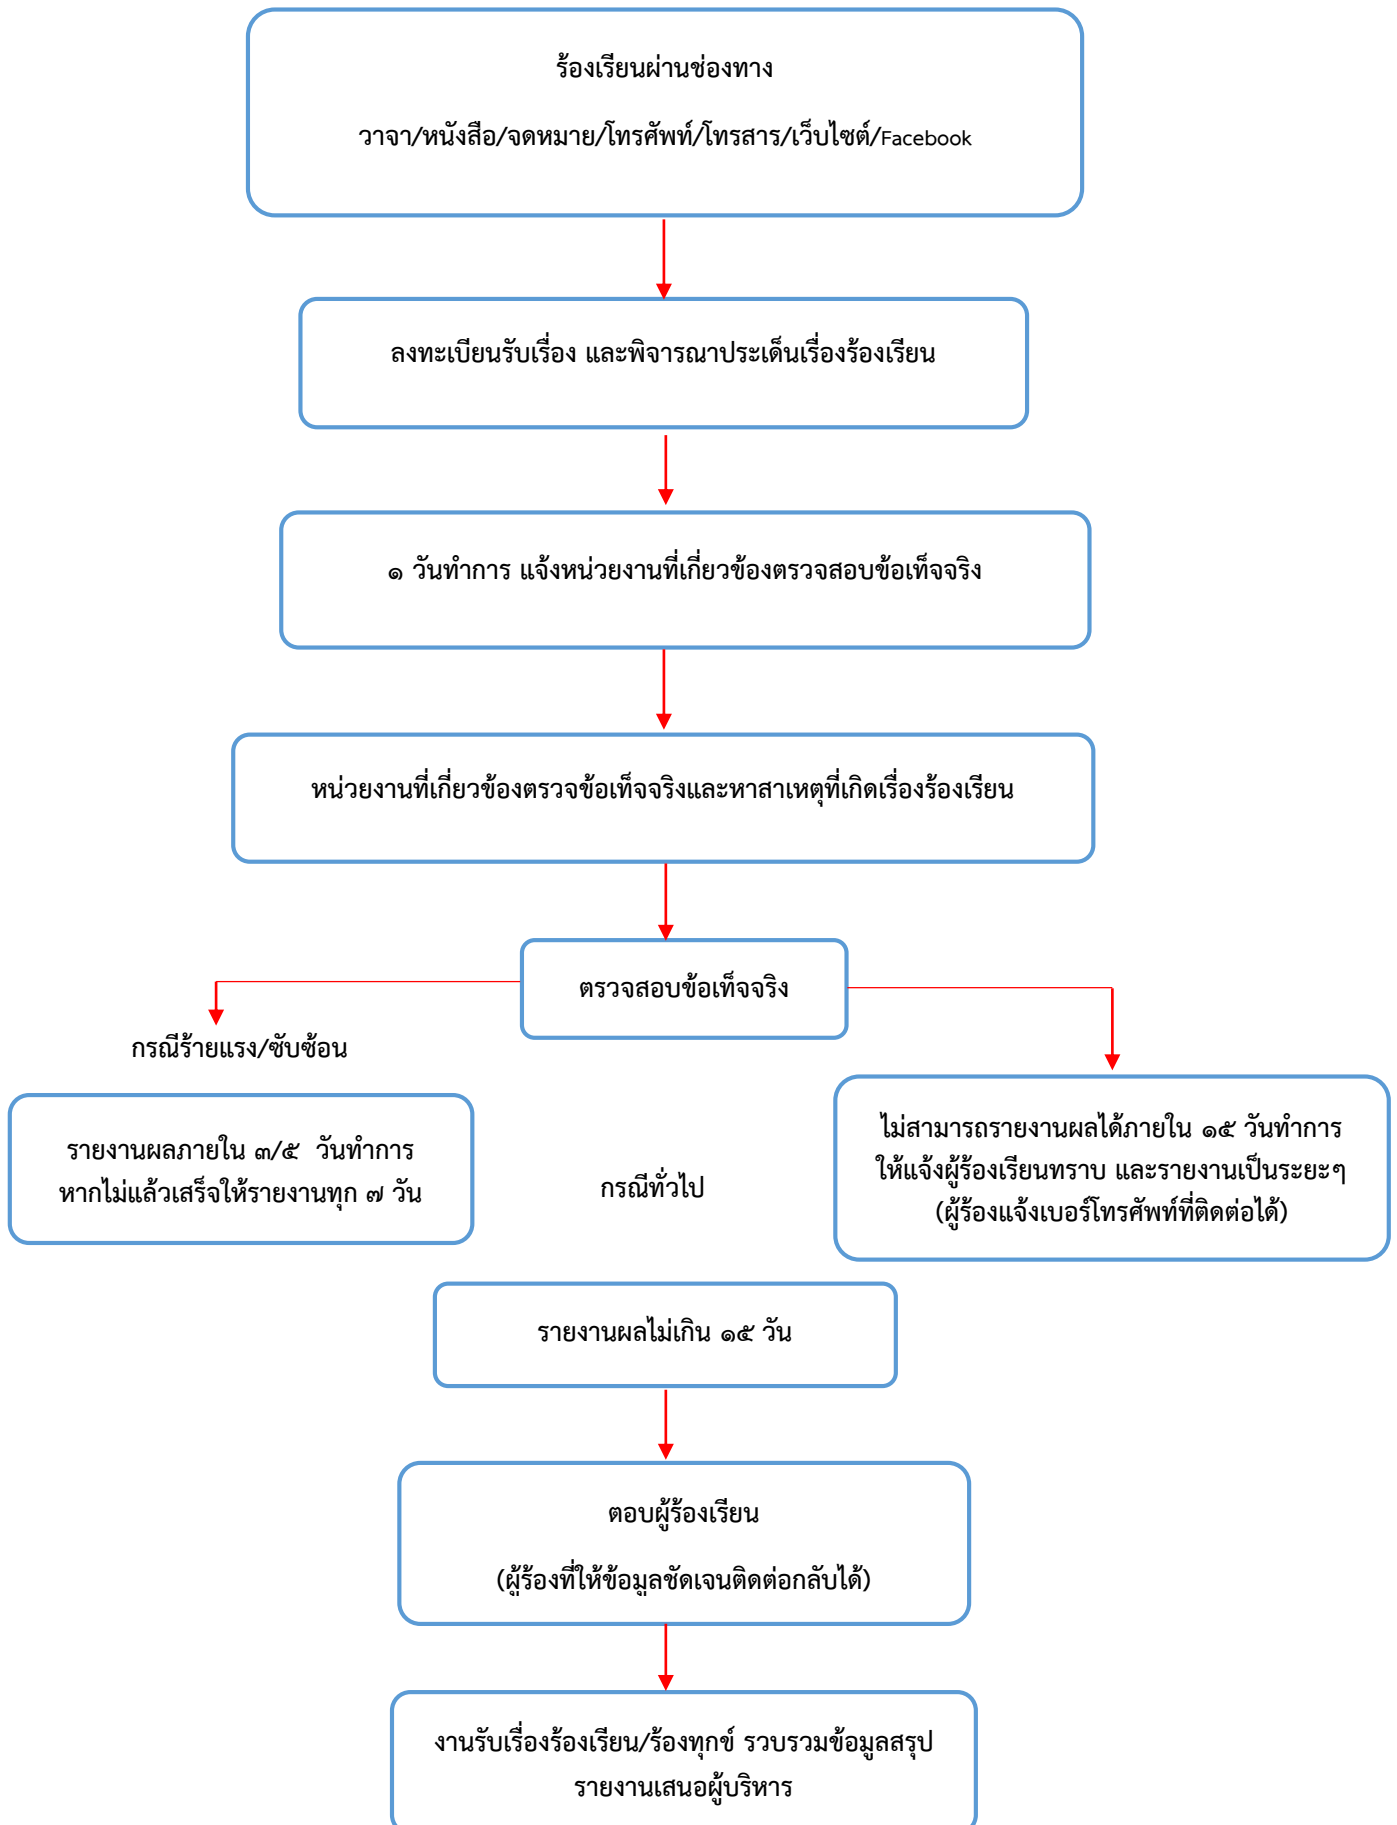 ร้องเรียนผ่านช่องทาง
วาจา/หนังสือ/จดหมาย/โทรศัพท์/โทรสาร/เว็บไซต์/Facebook
ลงทะเบียนรับเรื่อง และพิจารณาประเด็นเรื่องร้องเรียน
๑ วันทำการ แจ้งหน่วยงานที่เกี่ยวข้องตรวจสอบข้อเท็จจริง
หน่วยงานที่เกี่ยวข้องตรวจข้อเท็จจริงและหาสาเหตุที่เกิดเรื่องร้องเรียน
ตรวจสอบข้อเท็จจริง
กรณีร้ายแรง/ซับซ้อน
รายงานผลภายใน ๓/๕ วันทำการ
หากไม่แล้วเสร็จให้รายงานทุก ๗ วัน
กรณีทั่วไป
ไม่สามารถรายงานผลได้ภายใน ๑๕ วันทำการ
ให้แจ้งผู้ร้องเรียนทราบ และรายงานเป็นระยะๆ
(ผู้ร้องแจ้งเบอร์โทรศัพท์ที่ติดต่อได้)
รายงานผลไม่เกิน ๑๕ วัน
ตอบผู้ร้องเรียน
(ผู้ร้องที่ให้ข้อมูลชัดเจนติดต่อกลับได้)
งานรับเรื่องร้องเรียน/ร้องทุกข์ รวบรวมข้อมูลสรุป
รายงานเสนอผู้บริหาร